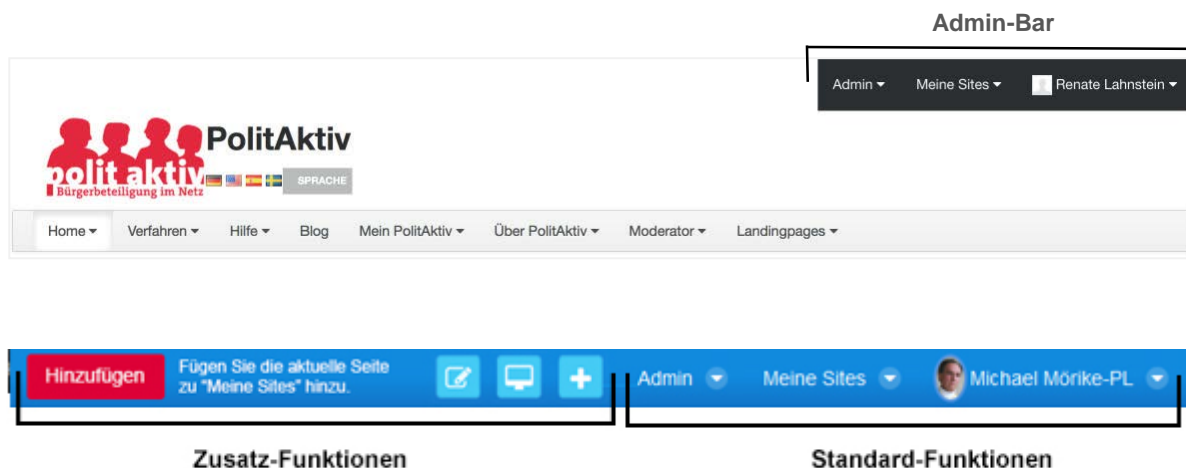 Admin-Bar
Admin Meine Sites Renate Lahnstein
PolitAktiv
polit aktiv
Bürgerbeteiligung im Netz
SPRACHE
Home Verfahren Hilfe Blog Mein PolitAktiv Über PolitAktiv Moderator Landingpages
Hinzufügen
Fügen Sie die aktuelle Seite
zu "Meine Sites" hinzu.
Admin Meine Sites Michael Mörike-PL
Zusatz-Funktionen Standard-Funktionen